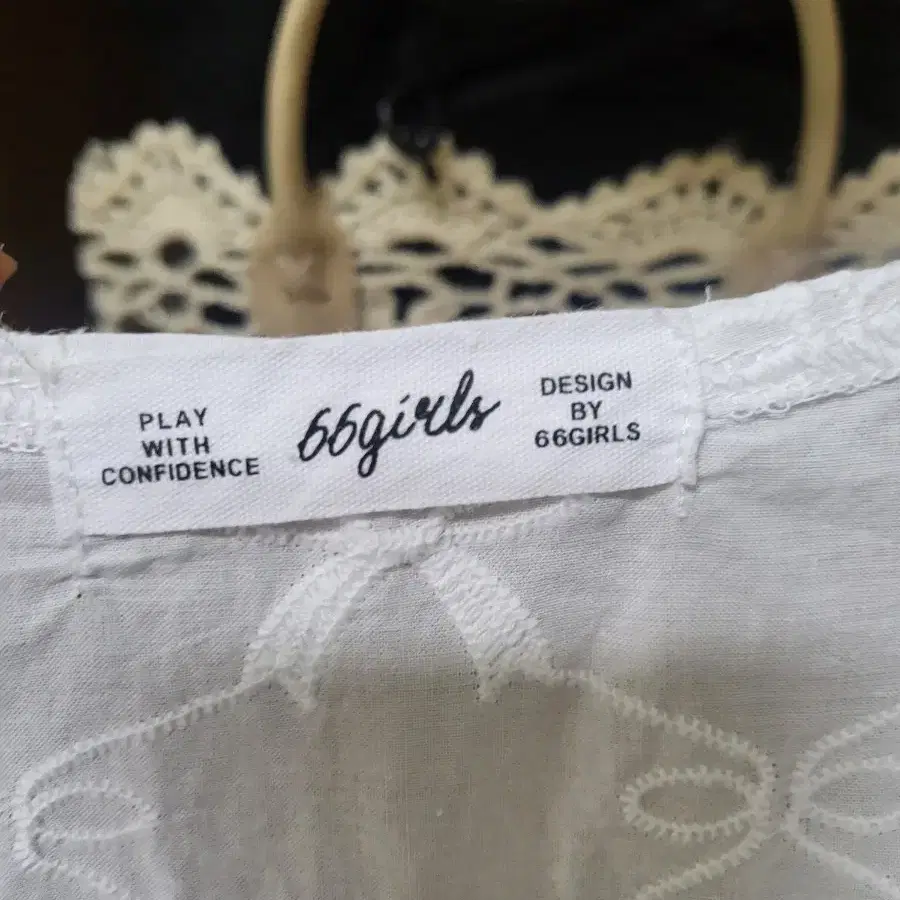 PLAY
WITH
CONFIDENCE
66girls
DESIGN
BY
66GIRLS